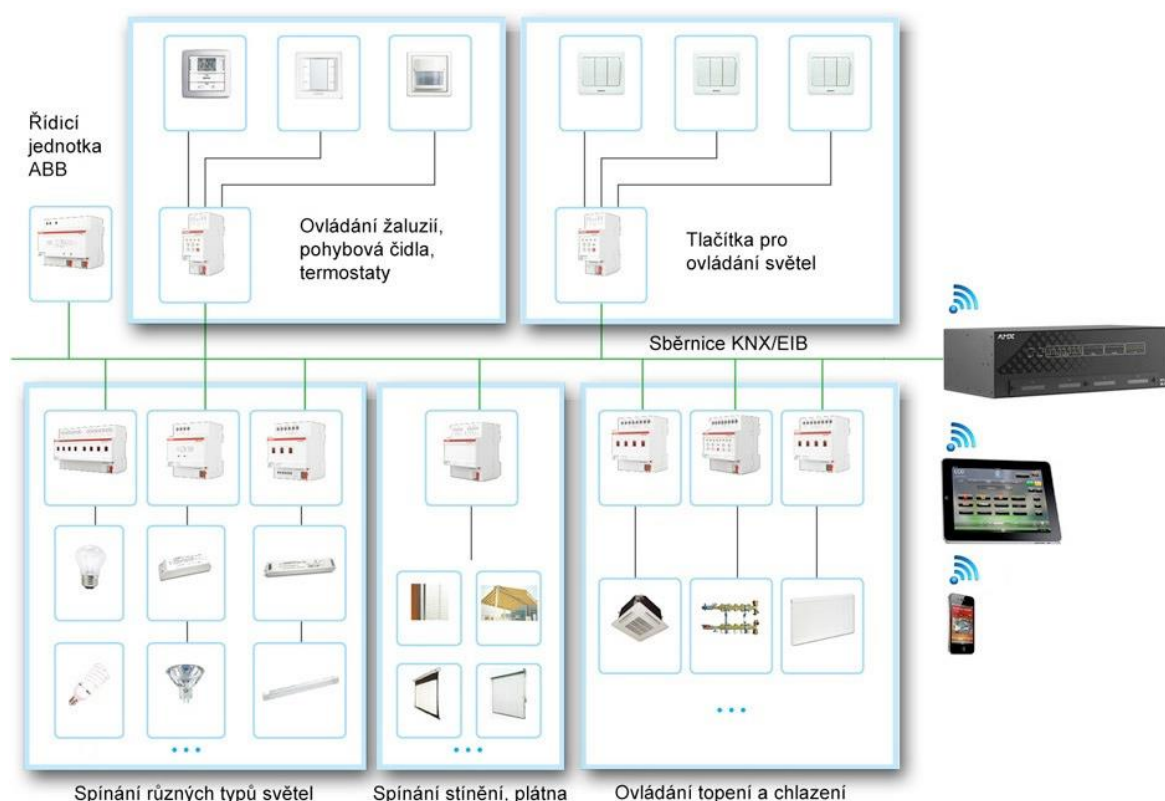 Řídicí
jednotka
ABB
Ovládání žaluzií,
pohybová čidla,
termostaty
Tlačítka pro
ovládání světel
Sběrnice KNX/EIB
AMX
Spínání různých typů světel
Spínání stínění, plátna
Ovládání topení a chlazení